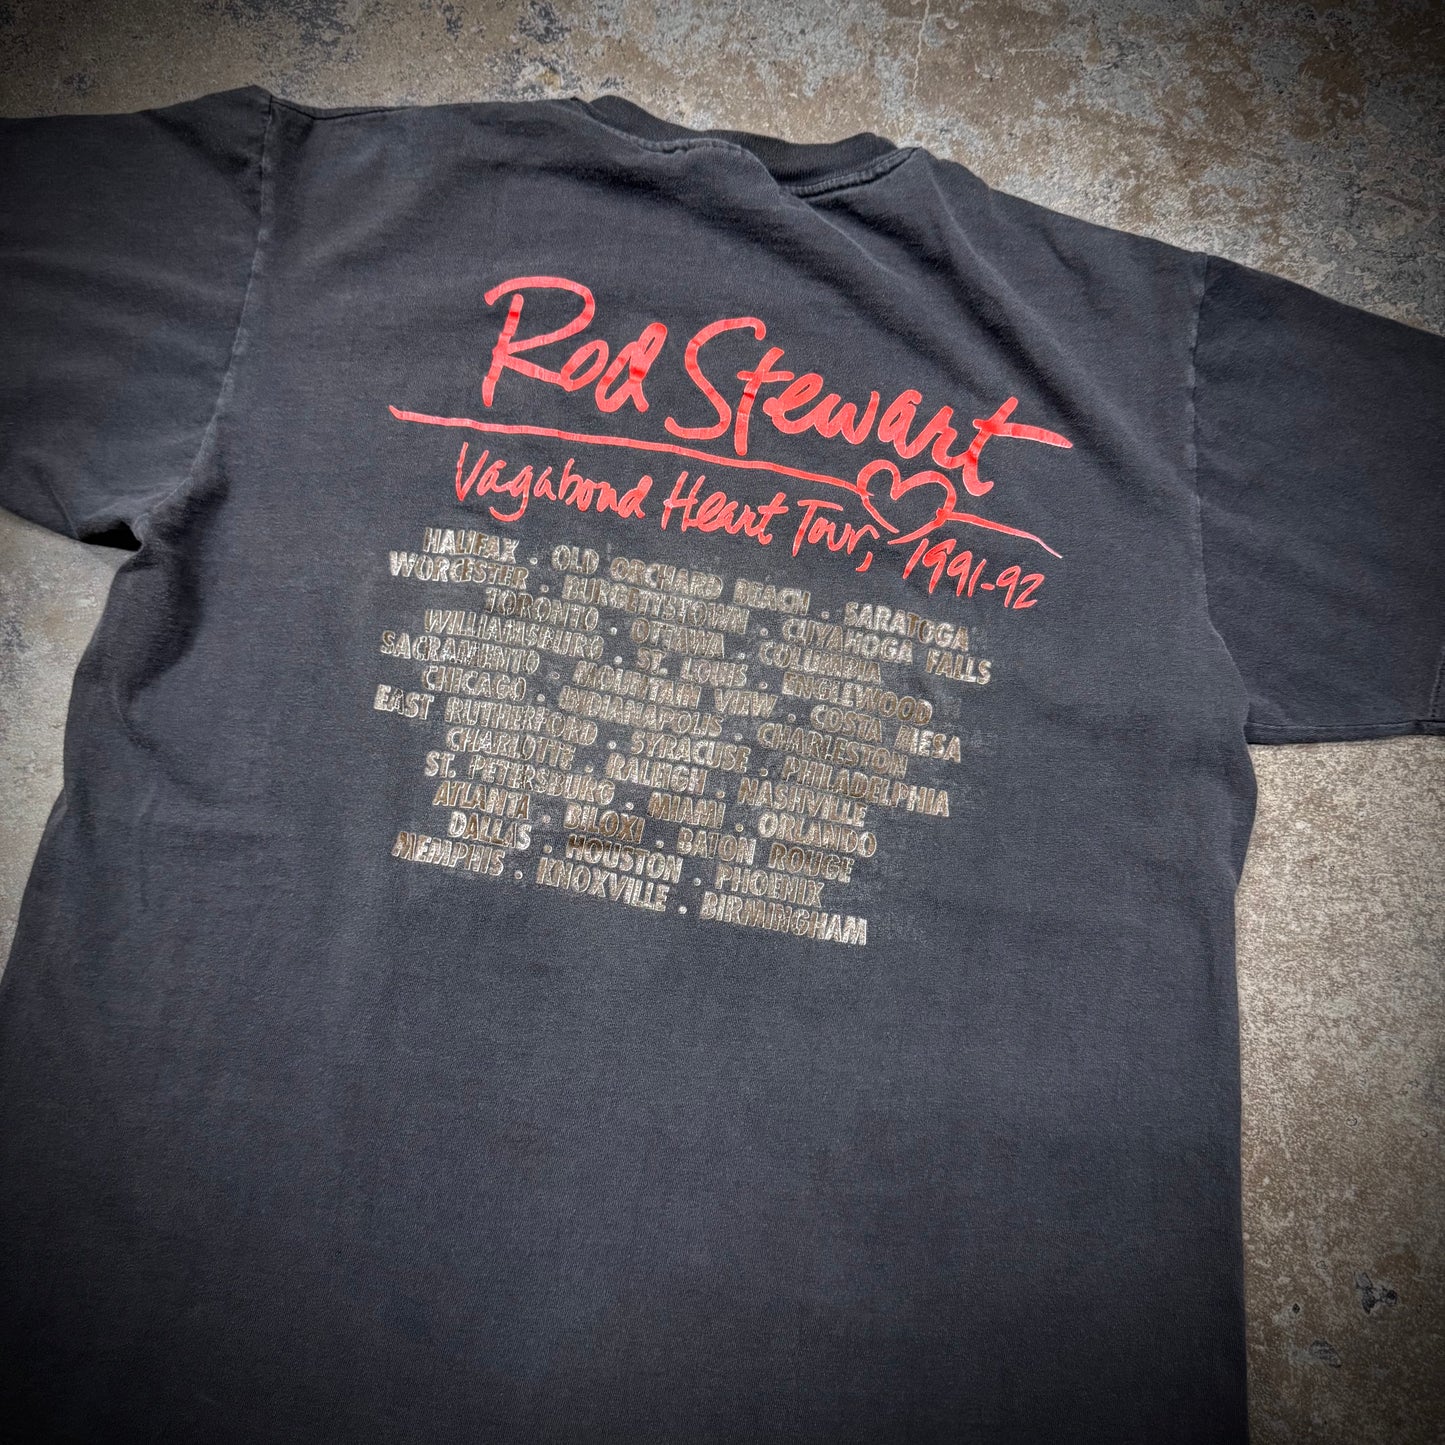 Rod Stewart
Vagabond Heart Tour, 1991-92
HALIFAX • OLD ORCHARD BEACH • SARATOGA
WORCESTER • BURGETTSTOWN • CUYAHOGA FALLS
TORONTO • OTTAWA • COLUMBIA
WILLIAMSBURG • ST. LOUIS • ENGLEWOOD
SACRAMENTO • MOUNTAIN VIEW • COSTA MESA
CHICAGO • INDIANAPOLIS • CHARLESTON
EAST RUTHERFORD • SYRACUSE • PHILADELPHIA
CHARLOTTE • RALEIGH • NASHVILLE
ST. PETERSBURG • MIAMI • ORLANDO
ATLANTA • BILOXI • BATON ROUGE
DALLAS • HOUSTON • PHOENIX
MEMPHIS • KNOXVILLE • BIRMINGHAM